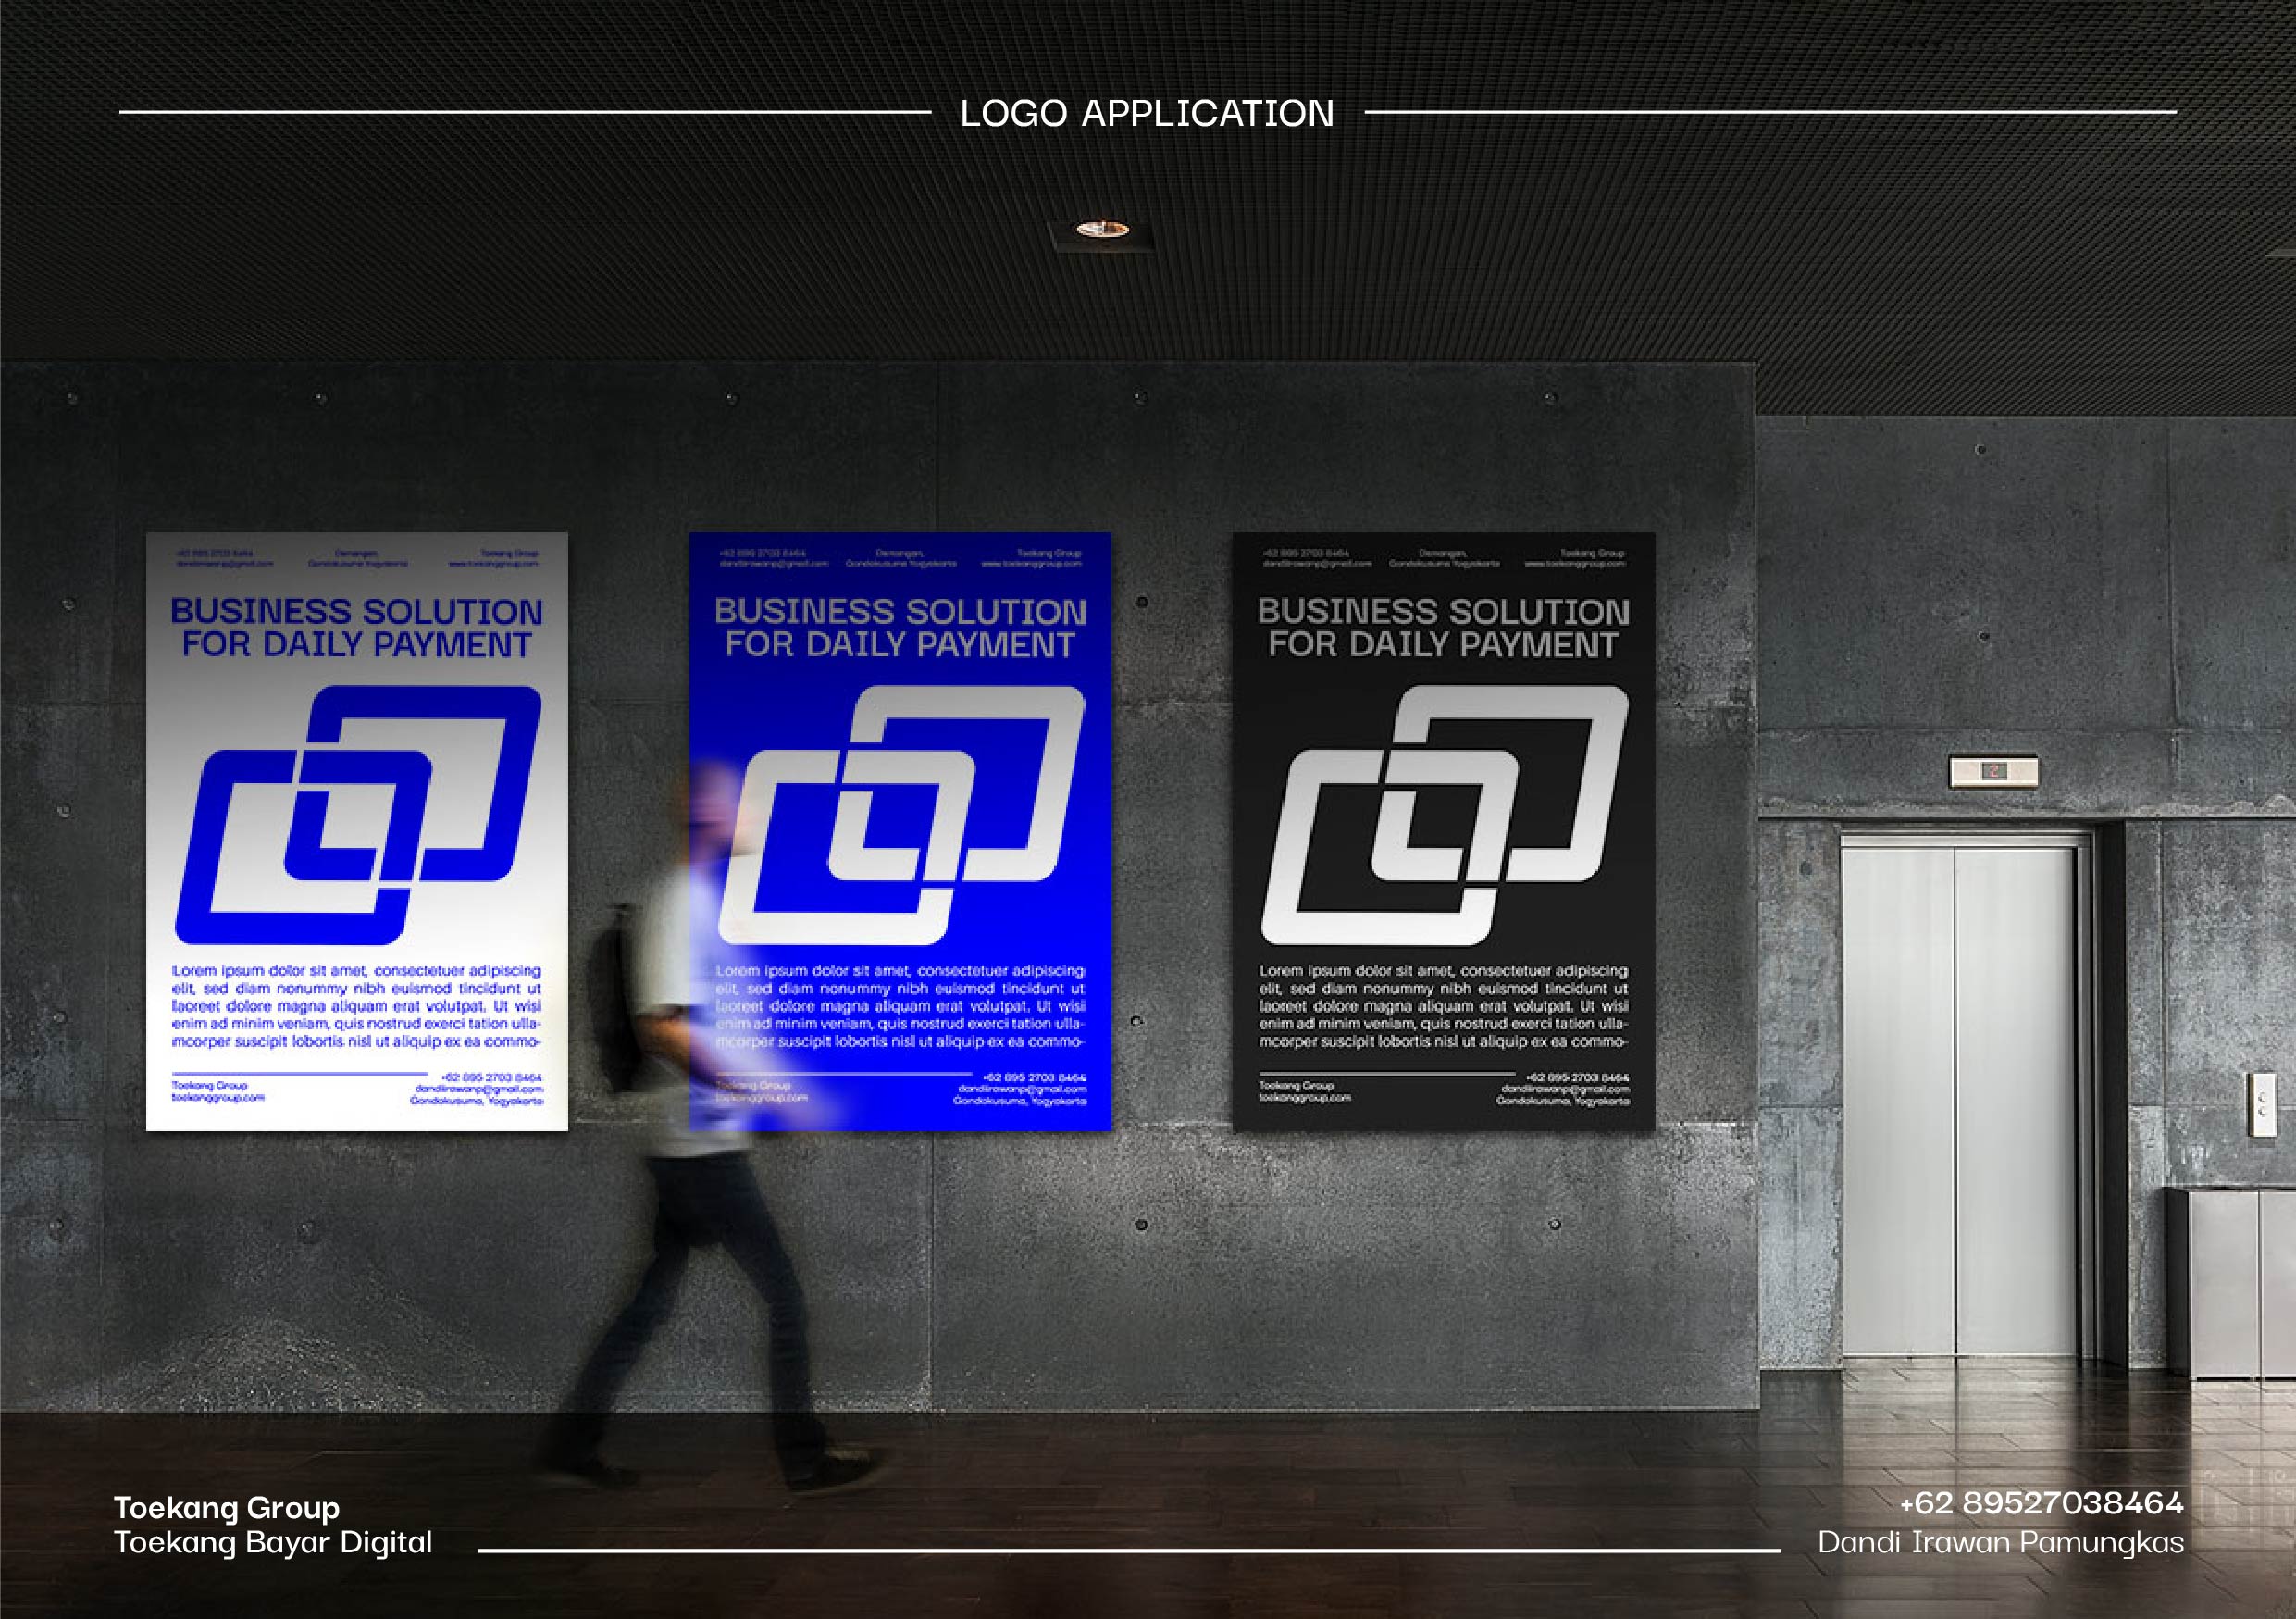 LOGO APPLICATION
+62 895 2703 8464
dandiirawanp@gmail.com
Demangan,
Gondokusuma Yogyakarta
Toekang Group
www.toekanggroup.com
BUSINESS SOLUTION
FOR DAILY PAYMENT
Lorem ipsum dolor sit amet, consectetuer adipiscing
elit, sed diam nonummy nibh euismod tincidunt ut
laoreet dolore magna aliquam erat volutpat. Ut wisi
enim ad minim veniam, quis nostrud exerci tation ulla-
mcorper suscipit lobortis nisl ut aliquip ex ea commo-
Toekang Group
toekanggroup.com
+62 895 2703 8464
dandiirawanp@gmail.com
Gondokusuma, Yogyakarta
+62 895 2703 8464
dandiirawanp@gmail.com
Demangan,
Gondokusuma Yogyakarta
Toekang Group
www.toekanggroup.com
BUSINESS SOLUTION
FOR DAILY PAYMENT
Lorem ipsum dolor sit amet, consectetuer adipiscing
elit, sed diam nonummy nibh euismod tincidunt ut
laoreet dolore magna aliquam erat volutpat. Ut wisi
enim ad minim veniam, quis nostrud exerci tation ulla-
mcorper suscipit lobortis nisl ut aliquip ex ea commo-
Toekang Group
toekanggroup.com
+62 895 2703 8464
dandiirawanp@gmail.com
Gondokusuma, Yogyakarta
+62 895 2703 8464
dandiirawanp@gmail.com
Demangan,
Gondokusuma Yogyakarta
Toekang Group
www.toekanggroup.com
BUSINESS SOLUTION
FOR DAILY PAYMENT
Lorem ipsum dolor sit amet, consectetuer adipiscing
elit, sed diam nonummy nibh euismod tincidunt ut
laoreet dolore magna aliquam erat volutpat. Ut wisi
enim ad minim veniam, quis nostrud exerci tation ulla-
mcorper suscipit lobortis nisl ut aliquip ex ea commo-
Toekang Group
toekanggroup.com
+62 895 2703 8464
dandiirawanp@gmail.com
Gondokusuma, Yogyakarta
2
Toekang Group
Toekang Bayar Digital
+62 89527038464
Dandi Irawan Pamungkas